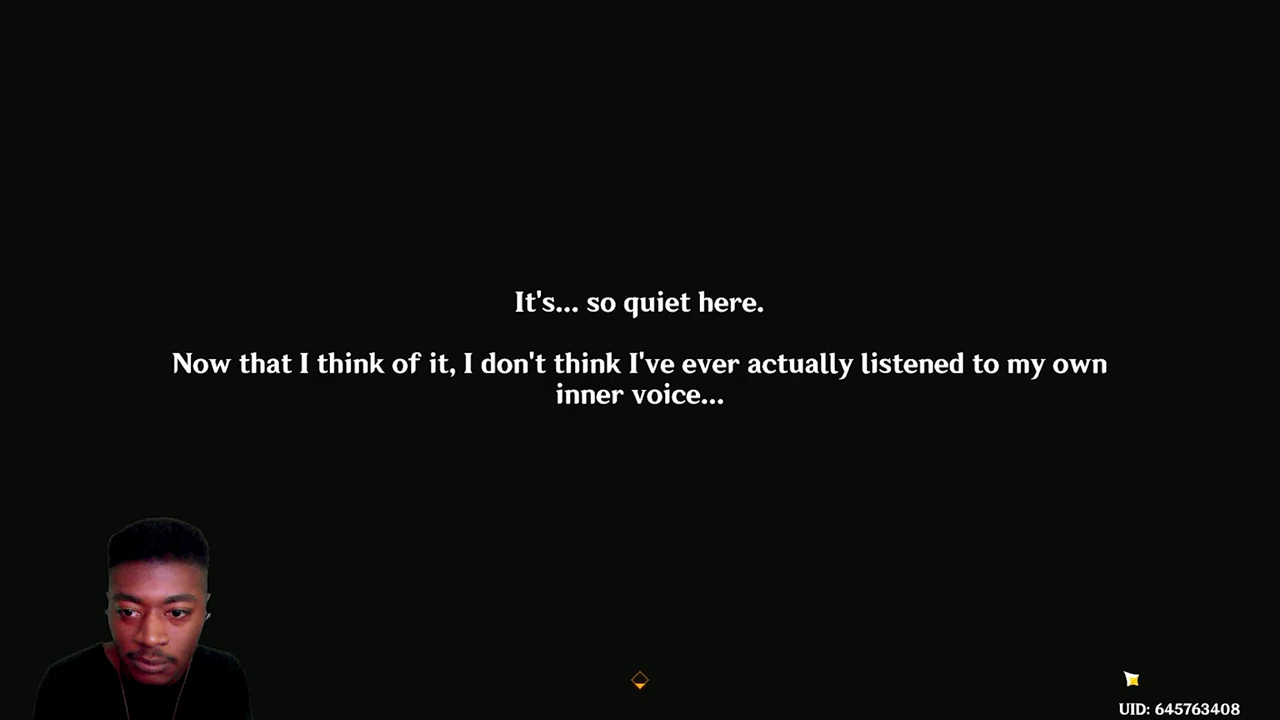 It's... so quiet here.
Now that I think of it, I don't think I've ever actually listened to my own
inner voice...
UID: 645763408